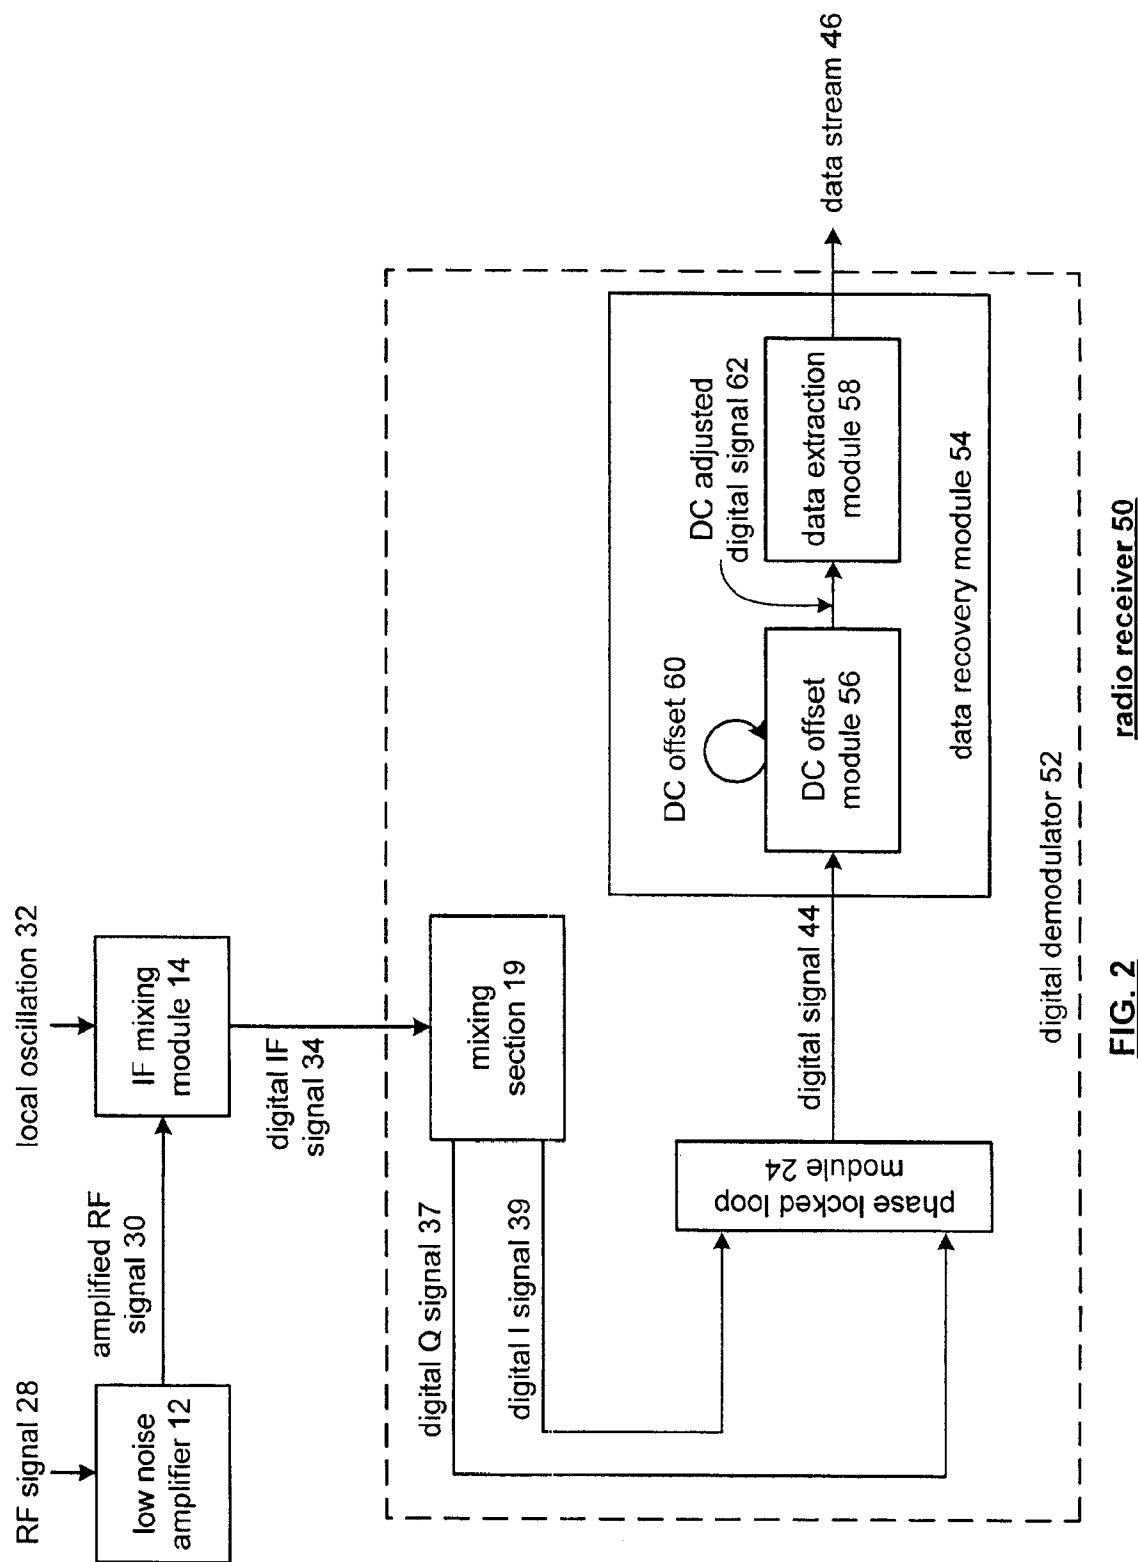 RF signal 28
low noise
amplifier 12
amplified RF
signal 30
local oscillation 32
IF mixing
module 14
digital IF
signal 34
mixing
section 19
digital Q signal 37
digital I signal 39
phase locked loop
module 24
digital signal 44
DC offset 60
DC offset
module 56
DC adjusted
digital signal 62
data extraction
module 58
data recovery module 54
data stream 46
digital demodulator 52
FIG. 2
radio receiver 50